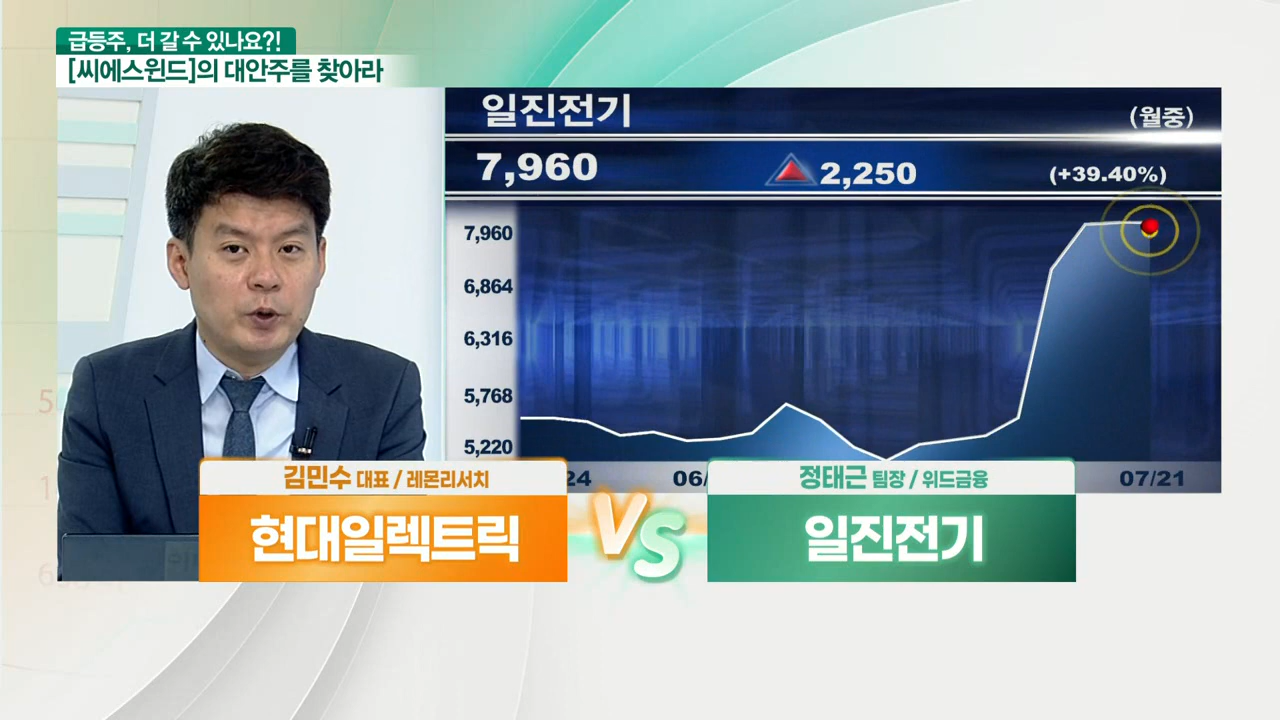 급등주, 더 갈 수 있나요?!
[씨에스윈드]의 대안주를 찾아라
일진전기
(월중)
7,960
2,250
(+39.40%)
7,960
6,864
6,316
5,768
5,220
24
06/
07/21
김민수 대표 / 레몬리서치
현대일렉트릭
VS
정태근 팀장 / 위드금융
일진전기